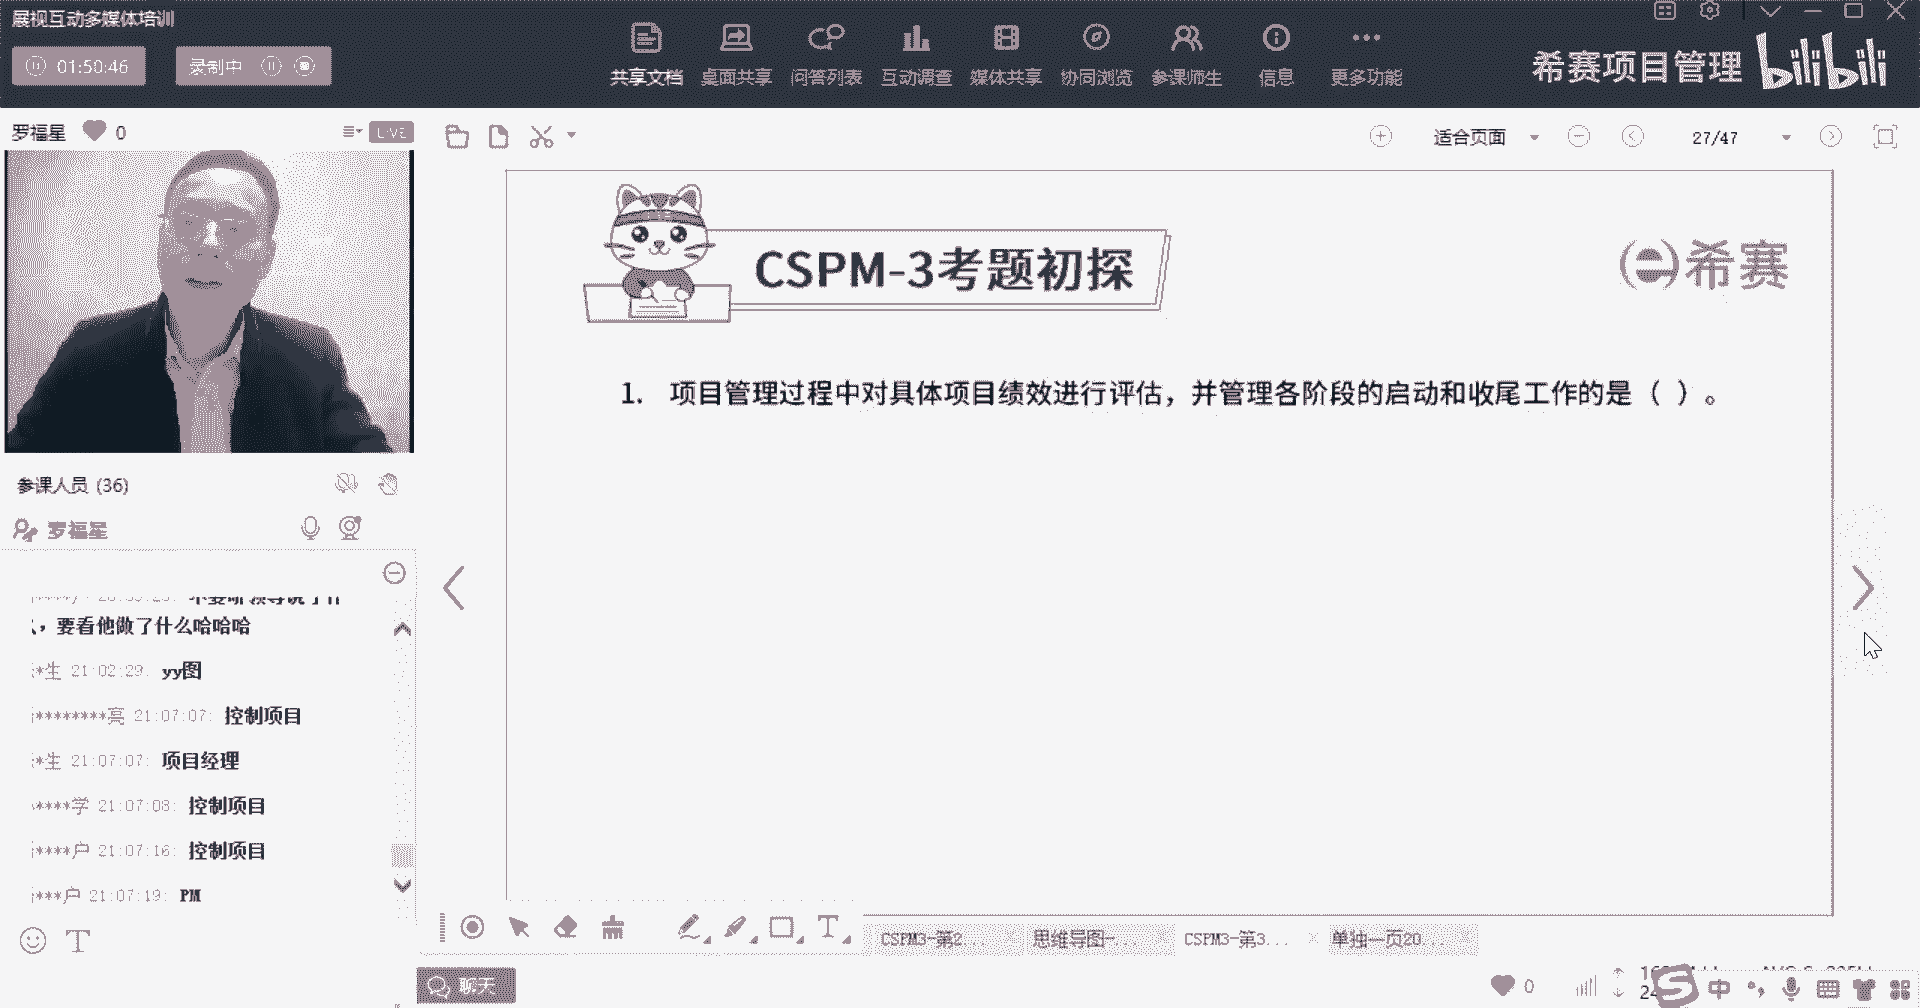 展视互动多媒体培训
01:50:46
录制中
共享文档
桌面共享
问答列表
互动调查
媒体共享
协同浏览
参课师生
信息
更多功能
希赛项目管理 bilibili
罗福星 0
LIVE
适合页面
27/47
CSPM-3考题初探
希赛
1. 项目管理过程中对具体项目绩效进行评估，并管理各阶段的启动和收尾工作的是（ ）。
参课人员 (36)
罗福星
，要看他做了什么哈哈哈
*生 21:02:29: yy图
********亮 21:07:07: 控制项目
*生 21:07:07: 项目经理
****学 21:07:08: 控制项目
****户 21:07:16: 控制项目
***户 21:07:19: PM
CSPM3-第2...
思维导图-...
CSPM3-第3...
单独一页20...
聊天
0
中